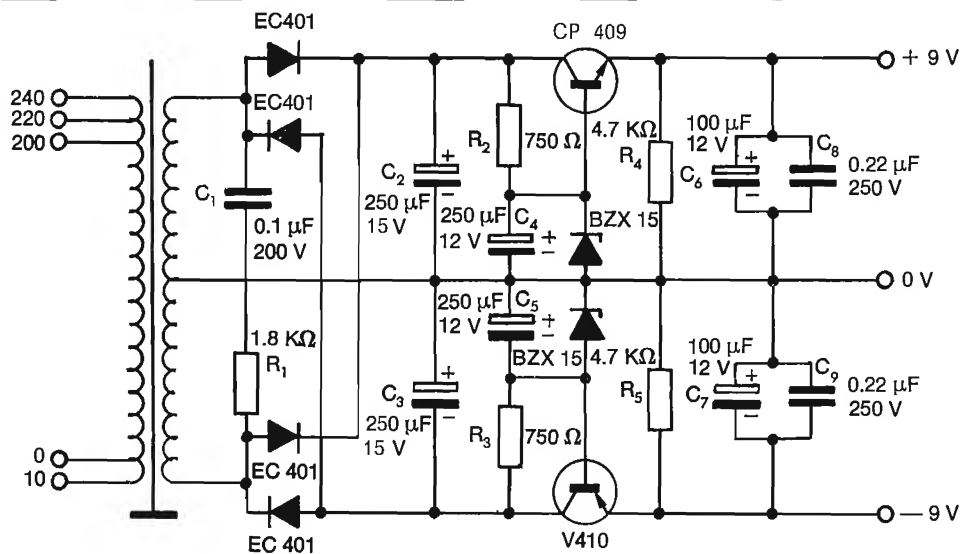 EC401
CP 409
+ 9 V
240
220
200
EC401
4.7 KΩ
R4
R2
750 Ω
100 µF
12 V
C6
C8
0.22 µF
250 V
C1
0.1 µF
200 V
C2
250 µF
15 V
250 µF
12 V
C4
BZX 15
0 V
250 µF
12 V
C5
BZX 15
4.7 KΩ
R5
100 µF
12 V
C7
C9
0.22 µF
250 V
1.8 KΩ
R1
C3
250 µF
15 V
R3
750 Ω
0
10
EC 401
EC 401
V410
— 9 V
+
−
+
−
+
−
+
−
+
−
+
−